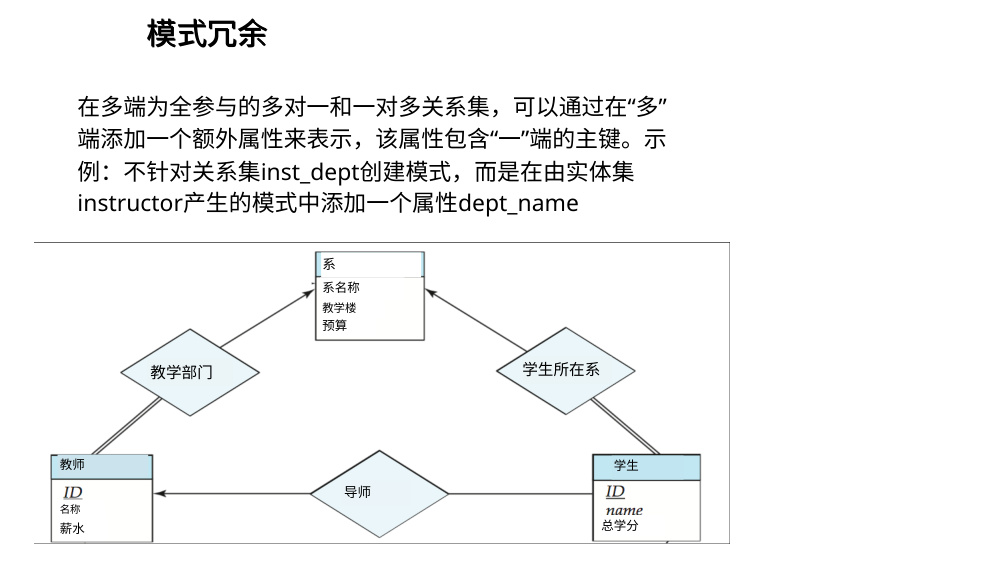 模式冗余
在多端为全参与的多对一和一对多关系集，可以通过在“多”
端添加一个额外属性来表示，该属性包含“一”端的主键。示
例：不针对关系集inst_dept创建模式，而是在由实体集
instructor产生的模式中添加一个属性dept_name
系
系名称
教学楼
预算
教学部门
学生所在系
教师
ID
名称
薪水
导师
学生
ID
name
总学分